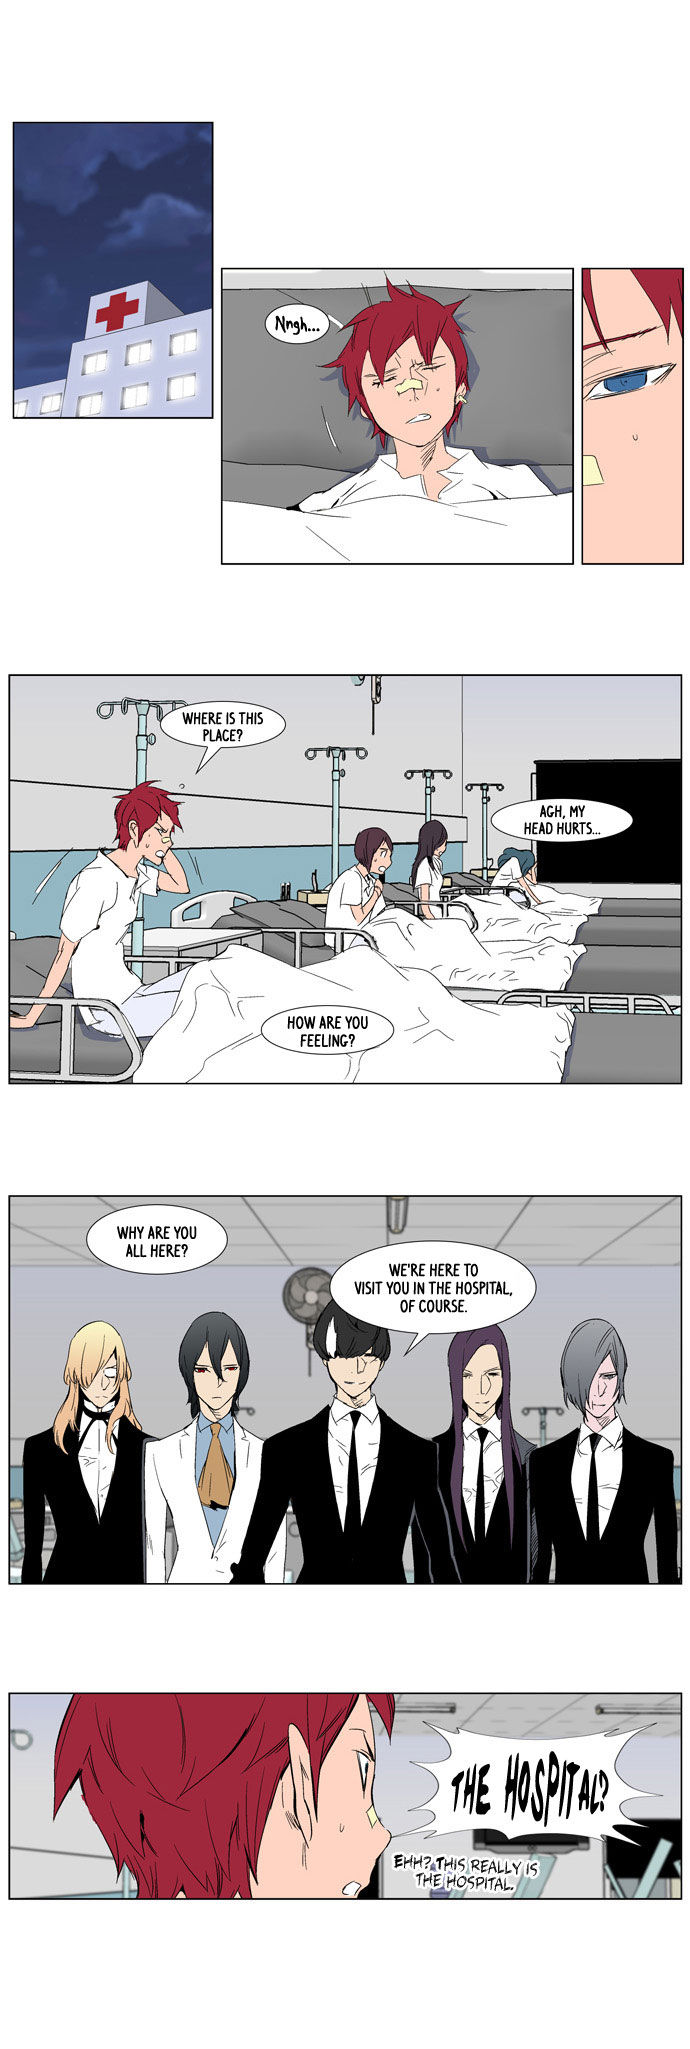 Nngh...
WHERE IS THIS
PLACE?
AGH, MY
HEAD HURTS...
HOW ARE YOU
FEELING?
WHY ARE YOU
ALL HERE?
WE'RE HERE TO
VISIT YOU IN THE HOSPITAL,
OF COURSE.
THE HOSPITAL?
EHH? THIS REALLY IS
THE HOSPITAL.